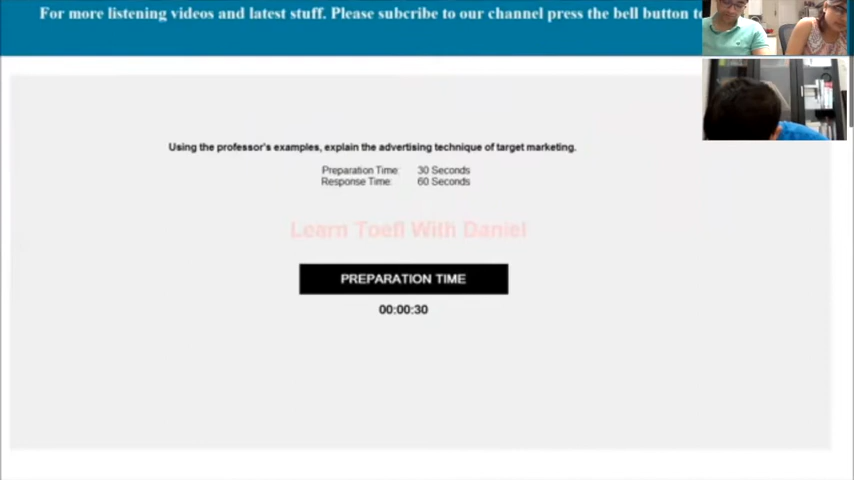 For more listening videos and latest stuff. Please subcribe to our channel press the bell button
Using the professor's examples, explain the advertising technique of target marketing.
Preparation Time: 30 Seconds
Response Time: 60 Seconds
Learn Toefl With Daniel
PREPARATION TIME
00:00:30